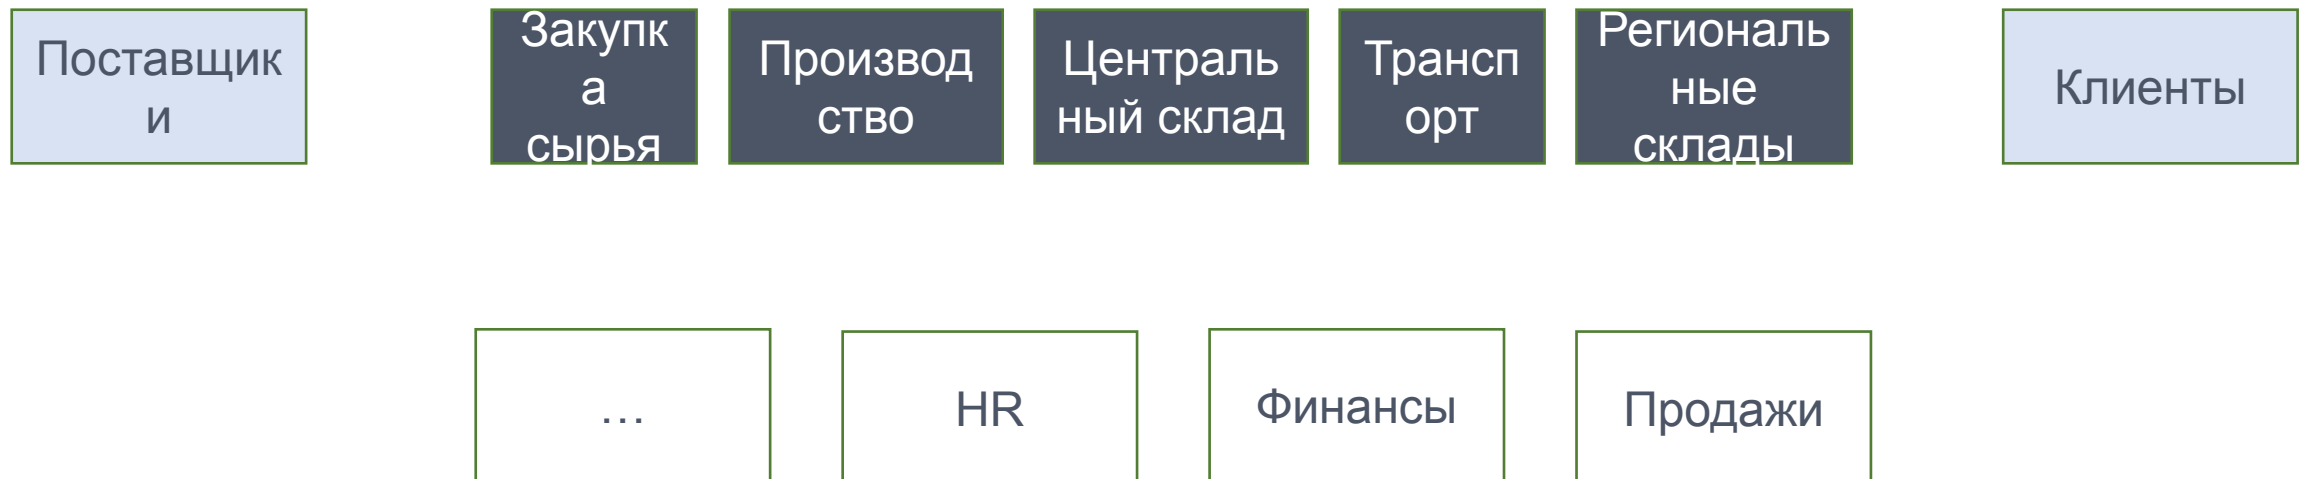 Поставщик
и
Закупк
а
сырья
Производ
ство
Централь
ный склад
Трансп
орт
Региональ
ные
склады
Клиенты
…
HR
Финансы
Продажи